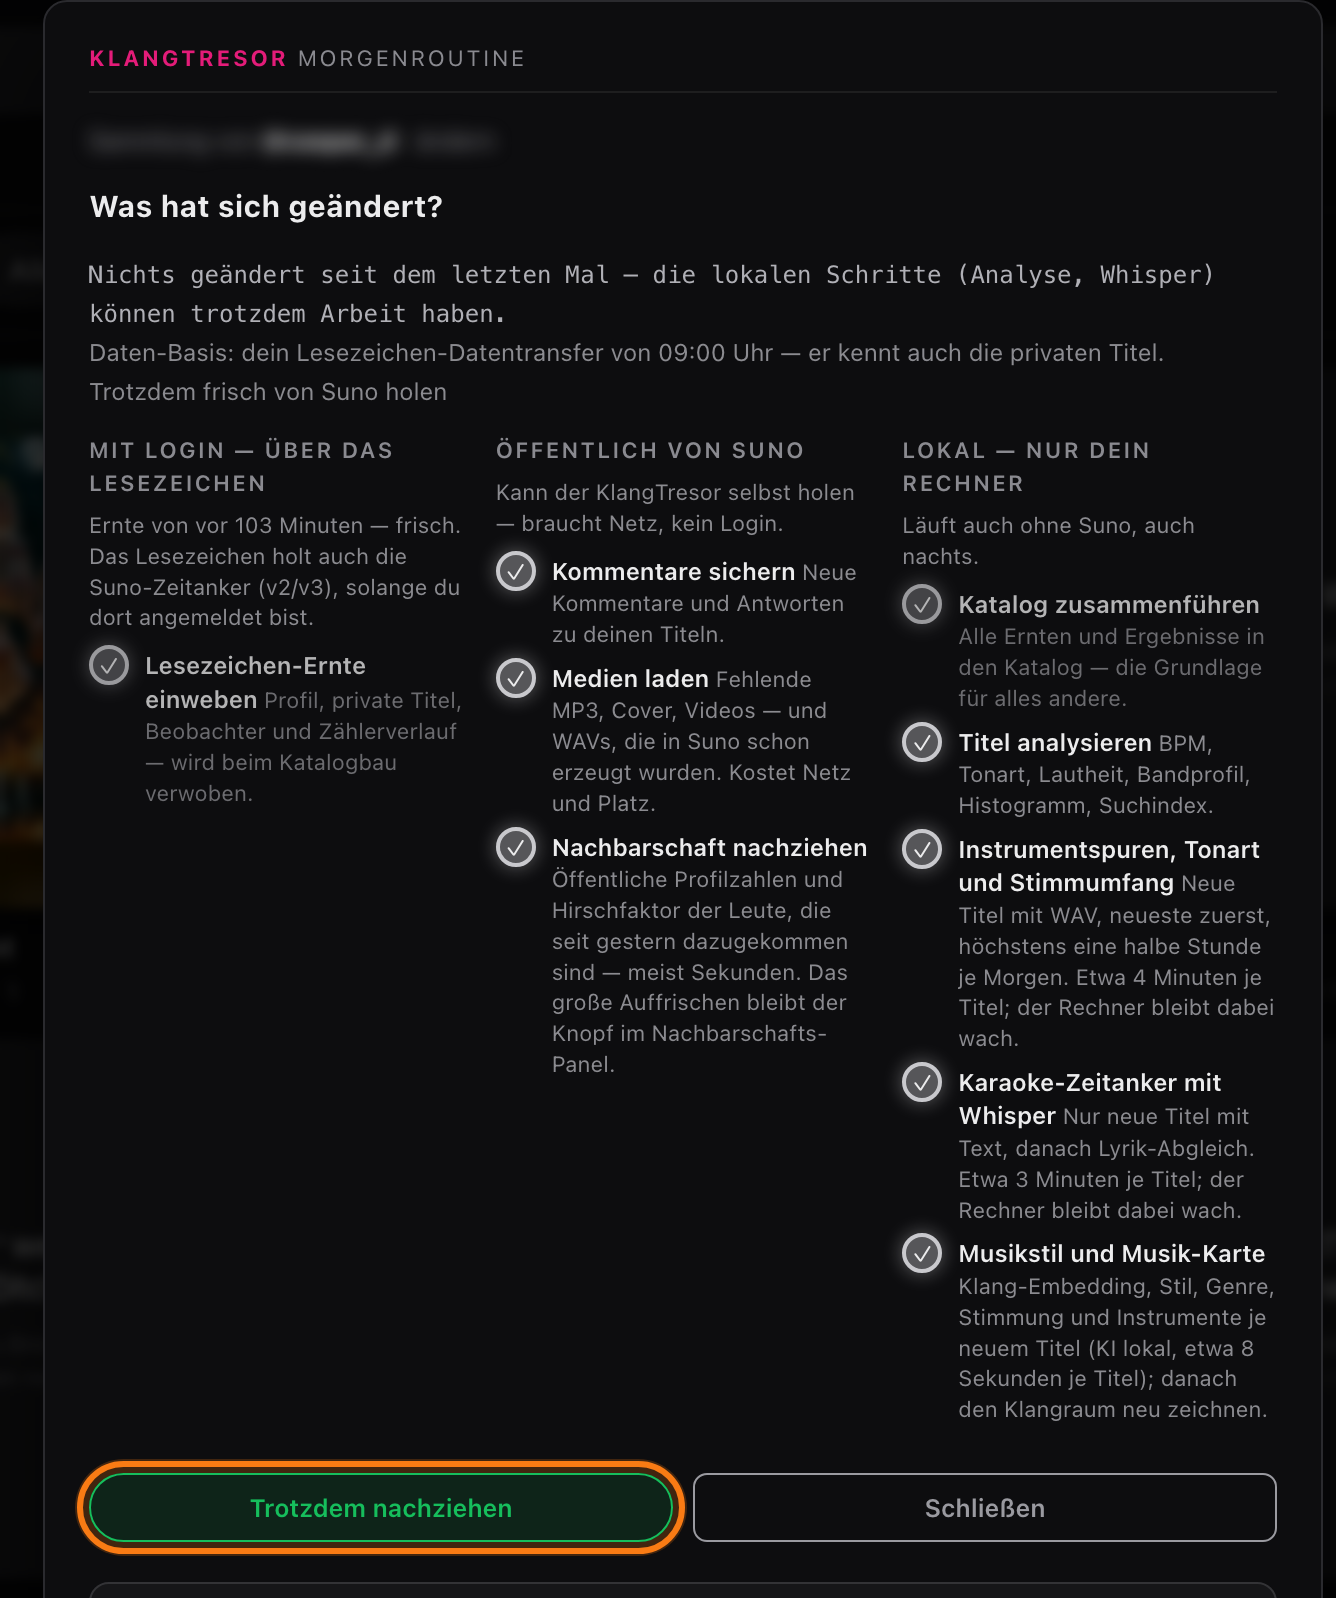 KLANGTRESOR MORGENROUTINE
Was hat sich geändert?
Nichts geändert seit dem letzten Mal – die lokalen Schritte (Analyse, Whisper)
können trotzdem Arbeit haben.
Daten-Basis: dein Lesezeichen-Datentransfer von 09:00 Uhr — er kennt auch die privaten Titel.
Trotzdem frisch von Suno holen
MIT LOGIN — ÜBER DAS
LESEZEICHEN
Ernte von vor 103 Minuten — frisch.
Das Lesezeichen holt auch die
Suno-Zeitanker (v2/v3), solange du
dort angemeldet bist.
Lesezeichen-Ernte
einweben Profil, private Titel,
Beobachter und Zählerverlauf
— wird beim Katalogbau
verwoben.
ÖFFENTLICH VON SUNO
Kann der KlangTresor selbst holen
— braucht Netz, kein Login.
Kommentare sichern Neue
Kommentare und Antworten
zu deinen Titeln.
Medien laden Fehlende
MP3, Cover, Videos — und
WAVs, die in Suno schon
erzeugt wurden. Kostet Netz
und Platz.
Nachbarschaft nachziehen
Öffentliche Profilzahlen und
Hirschfaktor der Leute, die
seit gestern dazugekommen
sind — meist Sekunden. Das
große Auffrischen bleibt der
Knopf im Nachbarschafts-
Panel.
LOKAL — NUR DEIN
RECHNER
Läuft auch ohne Suno, auch
nachts.
Katalog zusammenführen
Alle Ernten und Ergebnisse in
den Katalog — die Grundlage
für alles andere.
Titel analysieren BPM,
Tonart, Lautheit, Bandprofil,
Histogramm, Suchindex.
Instrumentspuren, Tonart
und Stimmumfang Neue
Titel mit WAV, neueste zuerst,
höchstens eine halbe Stunde
je Morgen. Etwa 4 Minuten je
Titel; der Rechner bleibt dabei
wach.
Karaoke-Zeitanker mit
Whisper Nur neue Titel mit
Text, danach Lyrik-Abgleich.
Etwa 3 Minuten je Titel; der
Rechner bleibt dabei wach.
Musikstil und Musik-Karte
Klang-Embedding, Stil, Genre,
Stimmung und Instrumente je
neuem Titel (KI lokal, etwa 8
Sekunden je Titel); danach
den Klangraum neu zeichnen.
Trotzdem nachziehen
Schließen